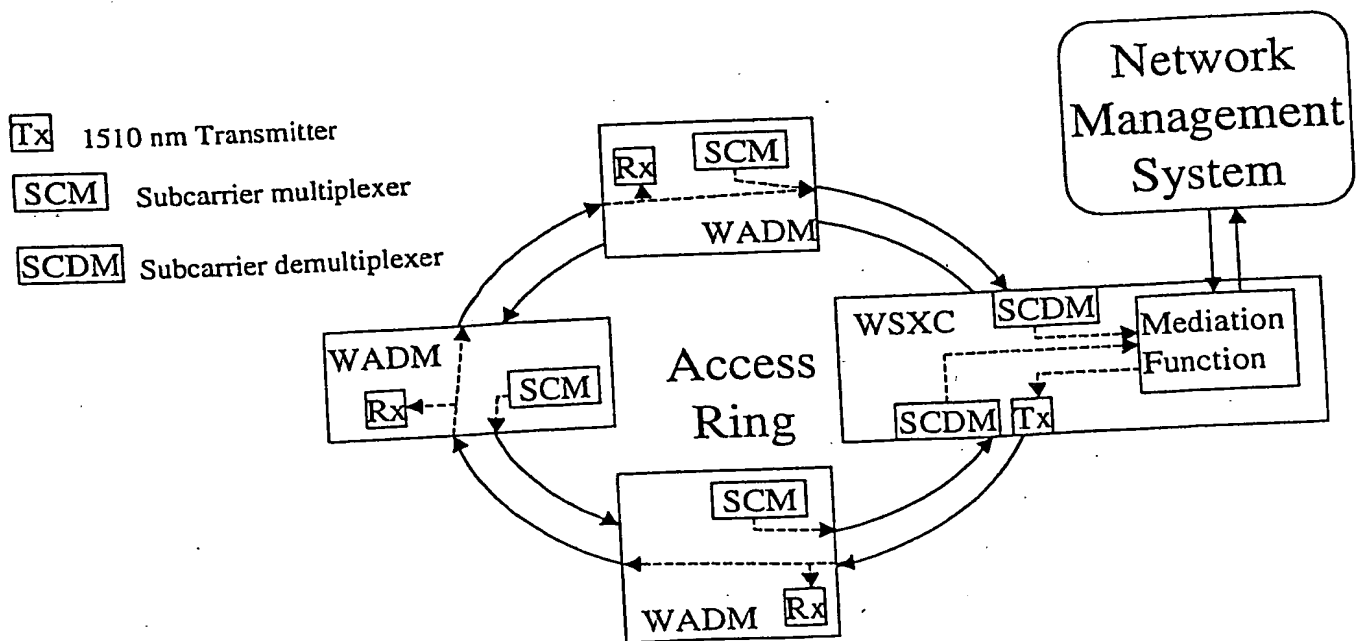 Network
Management
System
Tx 1510 nm Transmitter
SCM Subcarrier multiplexer
SCDM Subcarrier demultiplexer
Rx
SCM
WADM
WADM
Rx
SCM
Access
Ring
WSXC
SCDM
Mediation
Function
SCDM
Tx
SCM
WADM
Rx